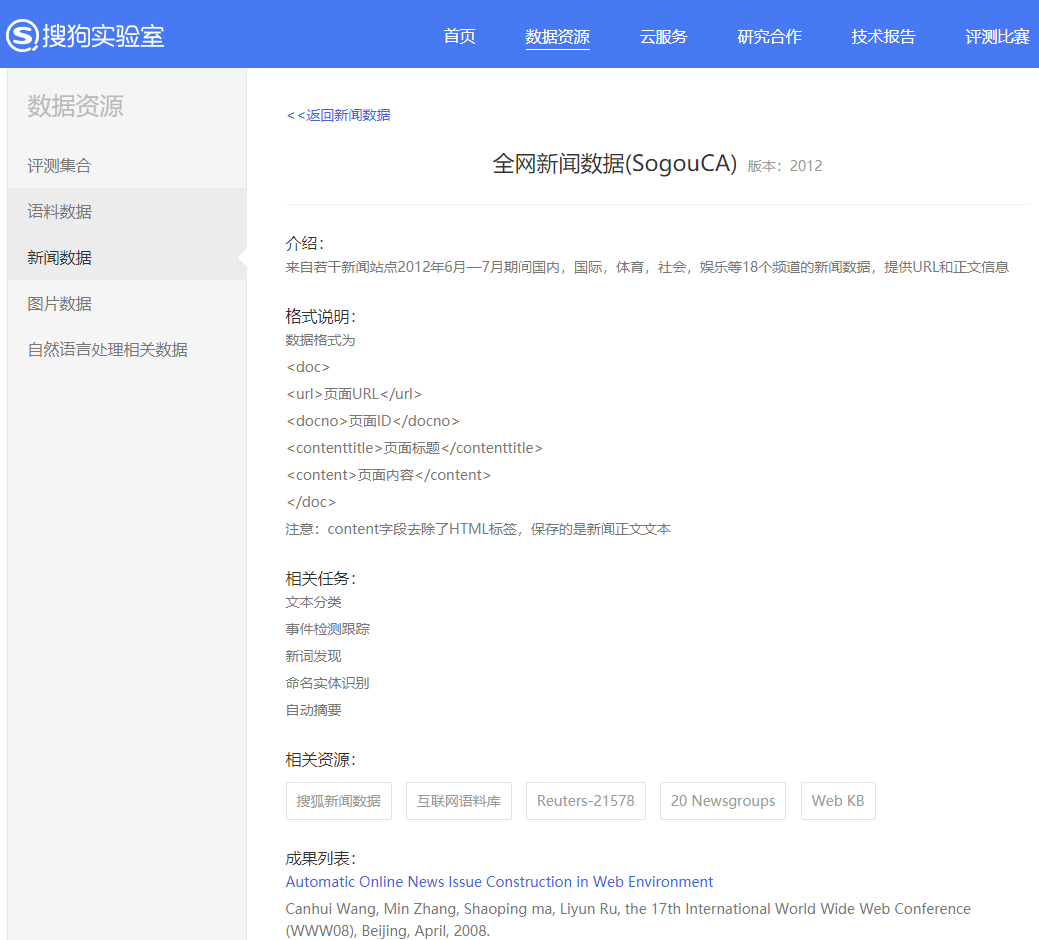 搜狗实验室
首页 数据资源 云服务 研究合作 技术报告 评测比赛
数据资源
评测集合
语料数据
新闻数据
图片数据
自然语言处理相关数据
<<返回新闻数据
全网新闻数据(SogouCA) 版本：2012
介绍：
来自若干新闻站点2012年6月—7月期间国内，国际，体育，社会，娱乐等18个频道的新闻数据，提供URL和正文信息
格式说明：
数据格式为
<doc>
<url>页面URL</url>
<docno>页面ID</docno>
<contenttitle>页面标题</contenttitle>
<content>页面内容</content>
</doc>
注意：content字段去除了HTML标签，保存的是新闻正文文本
相关任务：
文本分类
事件检测跟踪
新词发现
命名实体识别
自动摘要
相关资源：
搜狐新闻数据 互联网语料库 Reuters-21578 20 Newsgroups Web KB
成果列表：
Automatic Online News Issue Construction in Web Environment
Canhui Wang, Min Zhang, Shaoping ma, Liyun Ru, the 17th International World Wide Web Conference
(WWW08), Beijing, April, 2008.